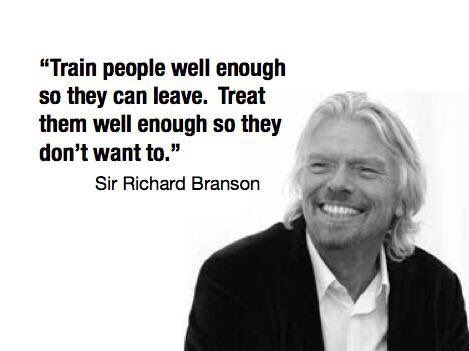 “Train people well enough
so they can leave.  Treat
them well enough so they
don’t want to.”
Sir Richard Branson